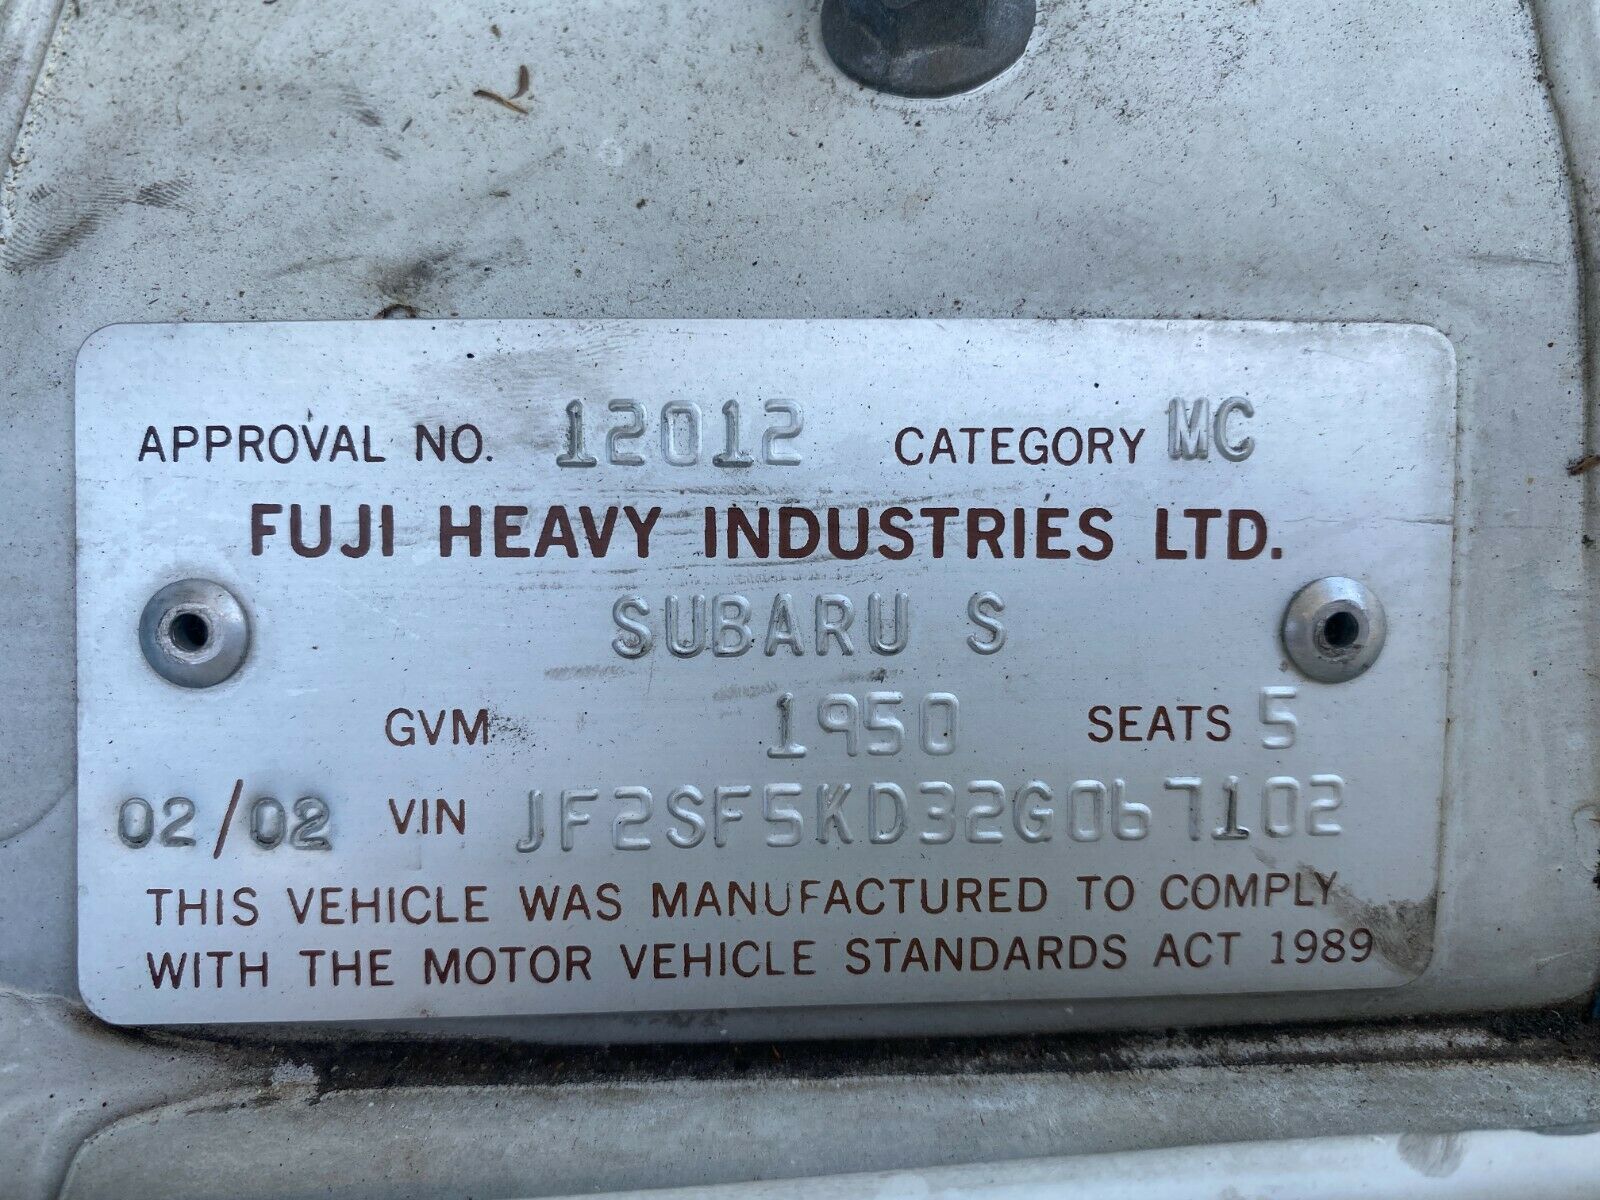 APPROVAL NO. 12012 CATEGORY MC
FUJI HEAVY INDUSTRIES LTD.
SUBARU S
GVM 1950 SEATS 5
02/02 VIN JF2SF5KD32G067102
THIS VEHICLE WAS MANUFACTURED TO COMPLY
WITH THE MOTOR VEHICLE STANDARDS ACT 1989